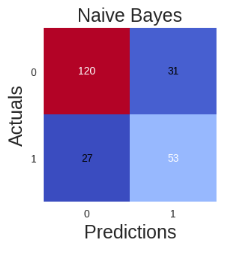 Naive Bayes
0 120 31
Actuals
1 27 53
0 1
Predictions